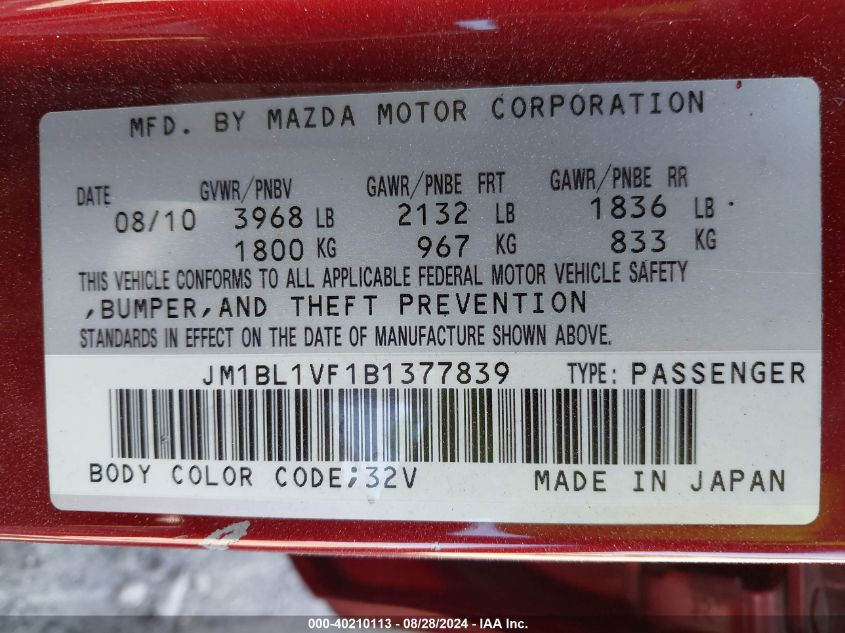 MFD. BY MAZDA MOTOR CORPORATION
DATE GVWR/PNBV GAWR/PNBE FRT GAWR/PNBE RR
08/10 3968 LB 2132 LB 1836 LB
1800 KG 967 KG 833 KG
THIS VEHICLE CONFORMS TO ALL APPLICABLE FEDERAL MOTOR VEHICLE SAFETY
,BUMPER,AND THEFT PREVENTION
STANDARDS IN EFFECT ON THE DATE OF MANUFACTURE SHOWN ABOVE.
JM1BL1VF1B1377839 TYPE: PASSENGER
BODY COLOR CODE;32V MADE IN JAPAN
000-40210113 - 08/28/2024 - IAA Inc.